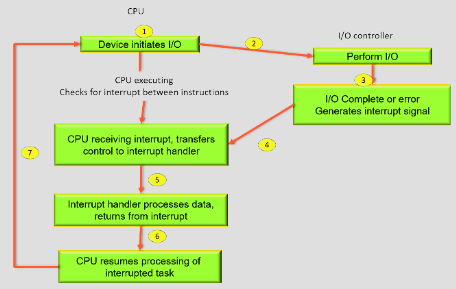 CPU
1
Device initiates I/O
2
I/O controller
Perform I/O
3
CPU executing
Checks for interrupt between instructions
I/O Complete or error
Generates interrupt signal
4
CPU receiving interrupt, transfers
control to interrupt handler
7
5
Interrupt handler processes data,
returns from interrupt
6
CPU resumes processing of
interrupted task